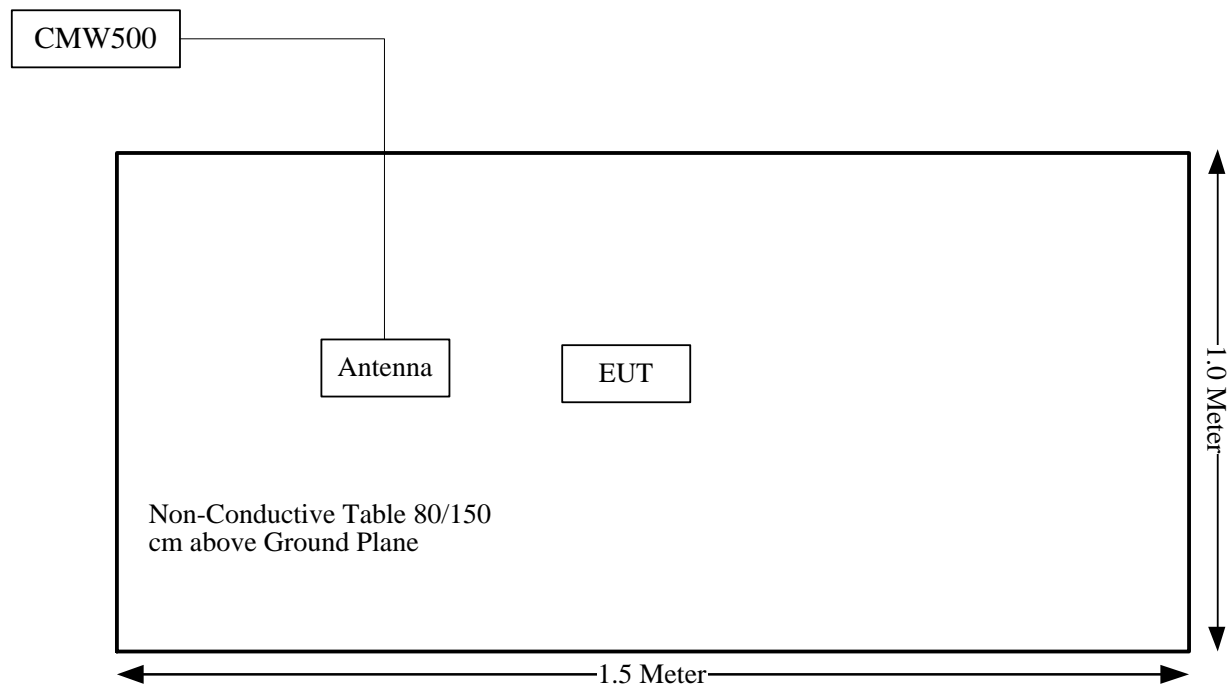 CMW500
Antenna
EUT
1.0 Meter
Non-Conductive Table 80/150
cm above Ground Plane
1.5 Meter